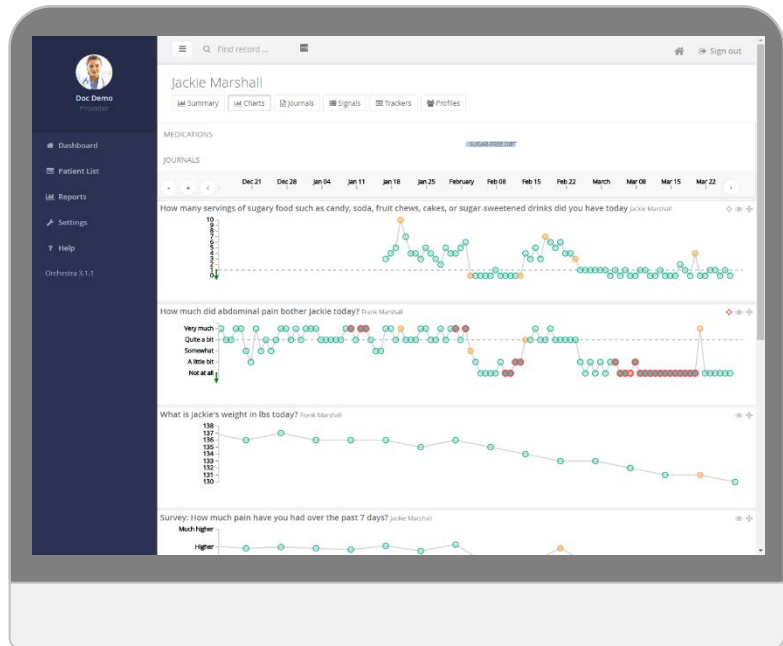 Find record ...
Sign out
Doc Demo
Provider
Dashboard
Patient List
Reports
Settings
? Help
Orchestra 3.1.1
Jackie Marshall
Summary Charts Journals Signals Trackers Profiles
MEDICATIONS
SUGAR FREE DIET
JOURNALS
- + <
Dec 21 Dec 28 Jan 04 Jan 11 Jan 18 Jan 25 February Feb 08 Feb 15 Feb 22 March Mar 08 Mar 15 Mar 22
>
How many servings of sugary food such as candy, soda, fruit chews, cakes, or sugar-sweetened drinks did you have today Jackie Marshall
10
9
8
7
6
5
4
3
2
1
0
How much did abdominal pain bother Jackie today? Frank Marshall
Very much
Quite a bit
Somewhat
A little bit
Not at all
What is Jackie's weight in lbs today? Frank Marshall
138
137
136
135
134
133
132
131
130
Survey: How much pain have you had over the past 7 days? Jackie Marshall
Much higher
Higher